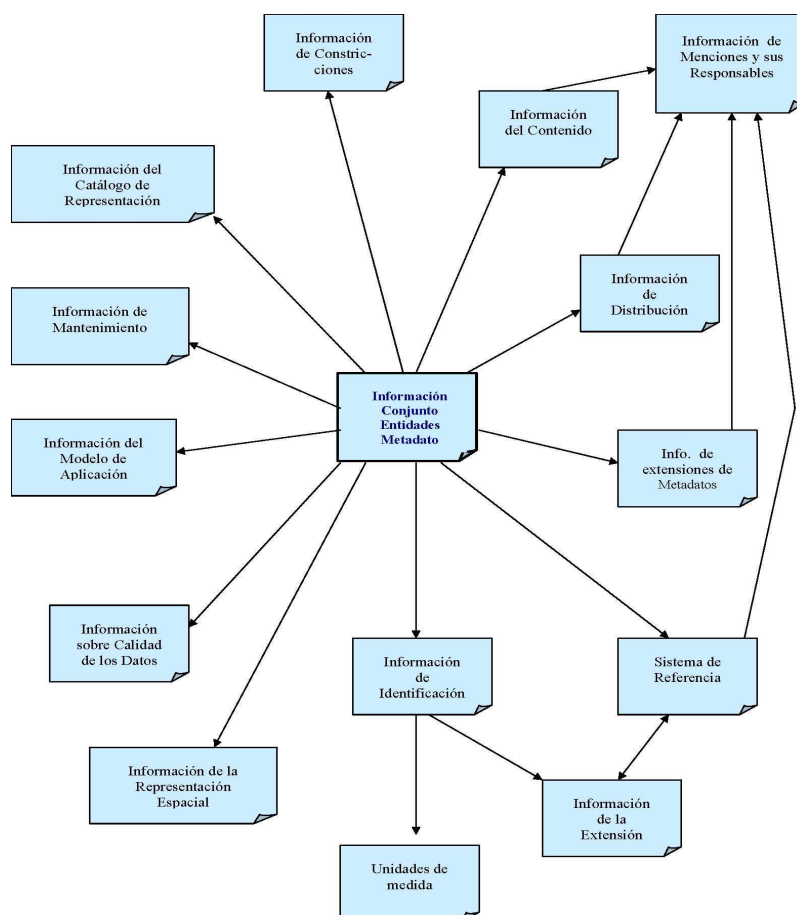 Información
de Constric-
ciones
Información de
Menciones y sus
Responsables
Información
del Contenido
Información del
Catálogo de
Representación
Información
de
Distribución
Información de
Mantenimiento
Información
Conjunto
Entidades
Metadato
Información del
Modelo de
Aplicación
Info. de
extensiones de
Metadatos
Información
sobre Calidad
de los Datos
Información
de
Identificación
Sistema de
Referencia
Información de la
Representación
Espacial
Información
de la
Extensión
Unidades de
medida